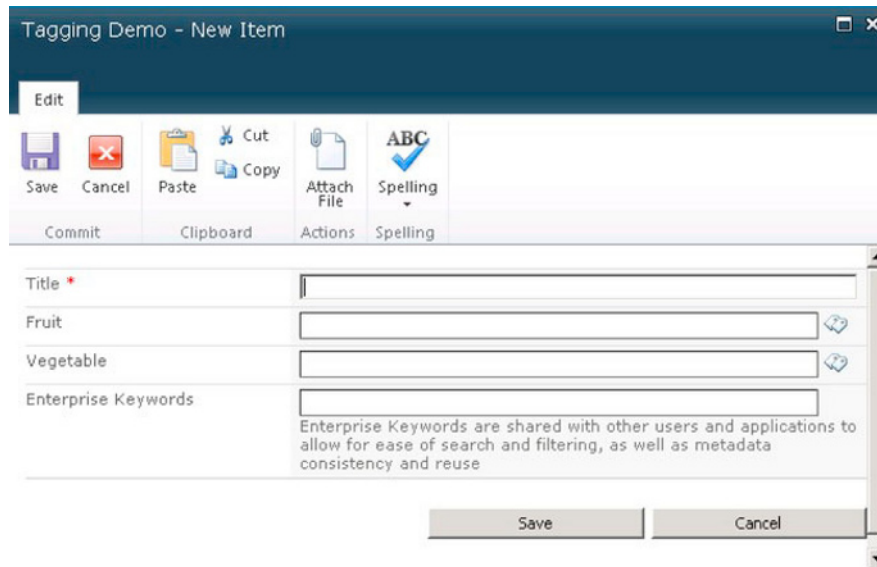 Tagging Demo - New Item
Edit
Save
Cancel
Paste
Cut
Copy
Attach
File
ABC
Spelling
Commit
Clipboard
Actions
Spelling
Title *
Fruit
Vegetable
Enterprise Keywords
Enterprise Keywords are shared with other users and applications to
allow for ease of search and filtering, as well as metadata
consistency and reuse
Save
Cancel